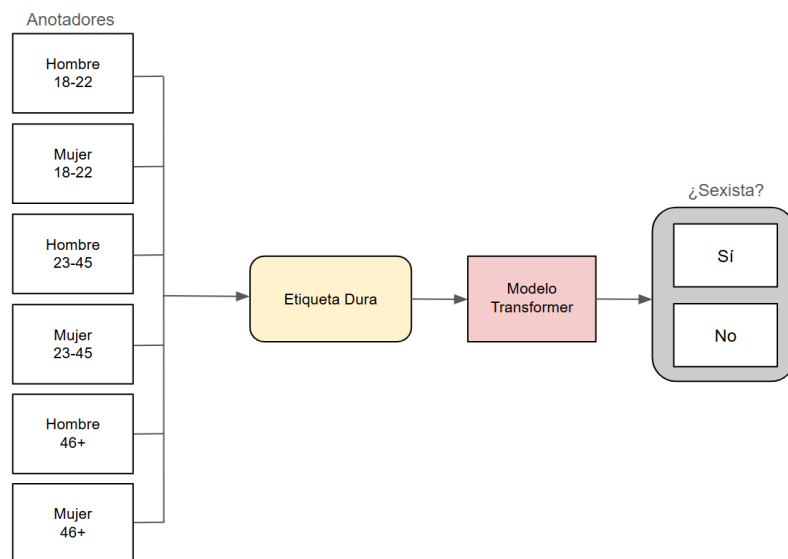 Anotadores
Hombre
18-22
Mujer
18-22
Hombre
23-45
Mujer
23-45
Hombre
46+
Mujer
46+
Etiqueta Dura
Modelo
Transformer
¿Sexista?
Sí
No